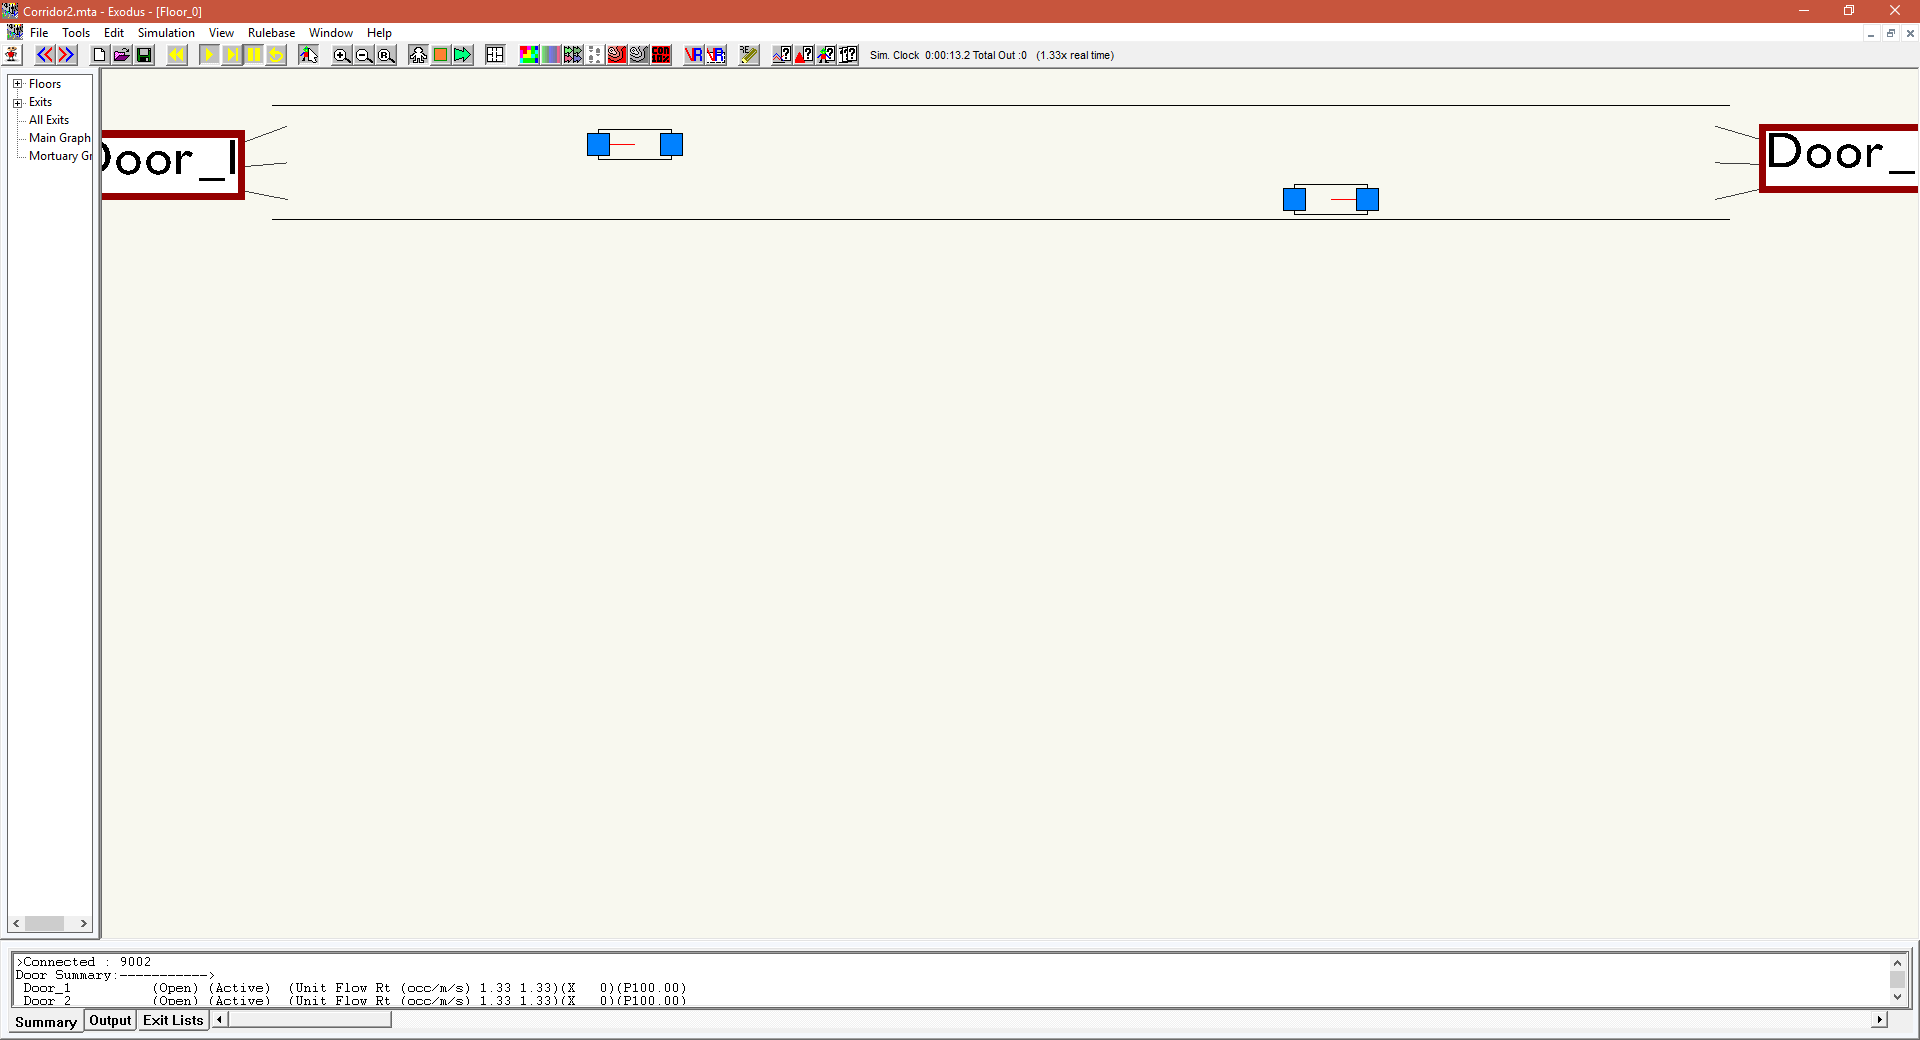 Corridor2.mta - Exodus - [Floor_0]
File Tools Edit Simulation View Rulebase Window Help
Sim. Clock 0:00:13.2 Total Out :0 (1.33x real time)
Floors
Exits
All Exits
Main Graph
Mortuary Gr
Door_1
Door_
>Connected : 9002
Door Summary:----------->
Door_1 (Open) (Active) (Unit Flow Rt (occ/m/s) 1.33 1.33)(X 0)(P100.00)
Door_2 (Open) (Active) (Unit Flow Rt (occ/m/s) 1.33 1.33)(X 0)(P100.00)
Summary Output Exit Lists